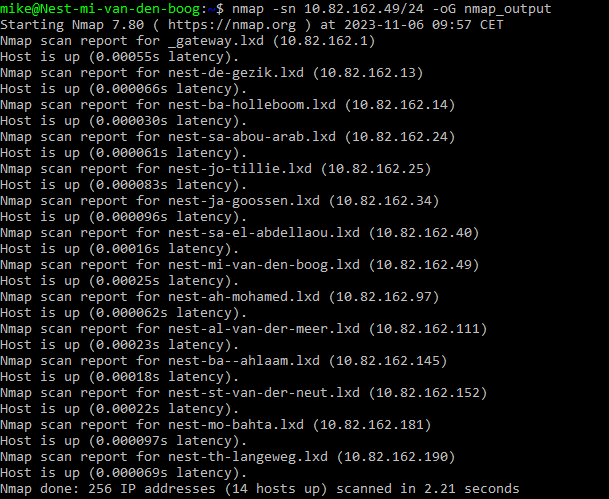 mike@Nest-mi-van-den-boog:~$ nmap -sn 10.82.162.49/24 -oG nmap_output
Starting Nmap 7.80 ( https://nmap.org ) at 2023-11-06 09:57 CET
Nmap scan report for _gateway.lxd (10.82.162.1)
Host is up (0.00055s latency).
Nmap scan report for nest-de-gezik.lxd (10.82.162.13)
Host is up (0.000066s latency).
Nmap scan report for nest-ba-holleboom.lxd (10.82.162.14)
Host is up (0.000030s latency).
Nmap scan report for nest-sa-abou-arab.lxd (10.82.162.24)
Host is up (0.000061s latency).
Nmap scan report for nest-jo-tillie.lxd (10.82.162.25)
Host is up (0.000083s latency).
Nmap scan report for nest-ja-goossen.lxd (10.82.162.34)
Host is up (0.000096s latency).
Nmap scan report for nest-sa-el-abdellaou.lxd (10.82.162.40)
Host is up (0.00016s latency).
Nmap scan report for nest-mi-van-den-boog.lxd (10.82.162.49)
Host is up (0.00025s latency).
Nmap scan report for nest-ah-mohamed.lxd (10.82.162.97)
Host is up (0.000062s latency).
Nmap scan report for nest-al-van-der-meer.lxd (10.82.162.111)
Host is up (0.00023s latency).
Nmap scan report for nest-ba--ahlaam.lxd (10.82.162.145)
Host is up (0.00018s latency).
Nmap scan report for nest-st-van-der-neut.lxd (10.82.162.152)
Host is up (0.00022s latency).
Nmap scan report for nest-mo-bahta.lxd (10.82.162.181)
Host is up (0.000097s latency).
Nmap scan report for nest-th-langeweg.lxd (10.82.162.190)
Host is up (0.000069s latency).
Nmap done: 256 IP addresses (14 hosts up) scanned in 2.21 seconds